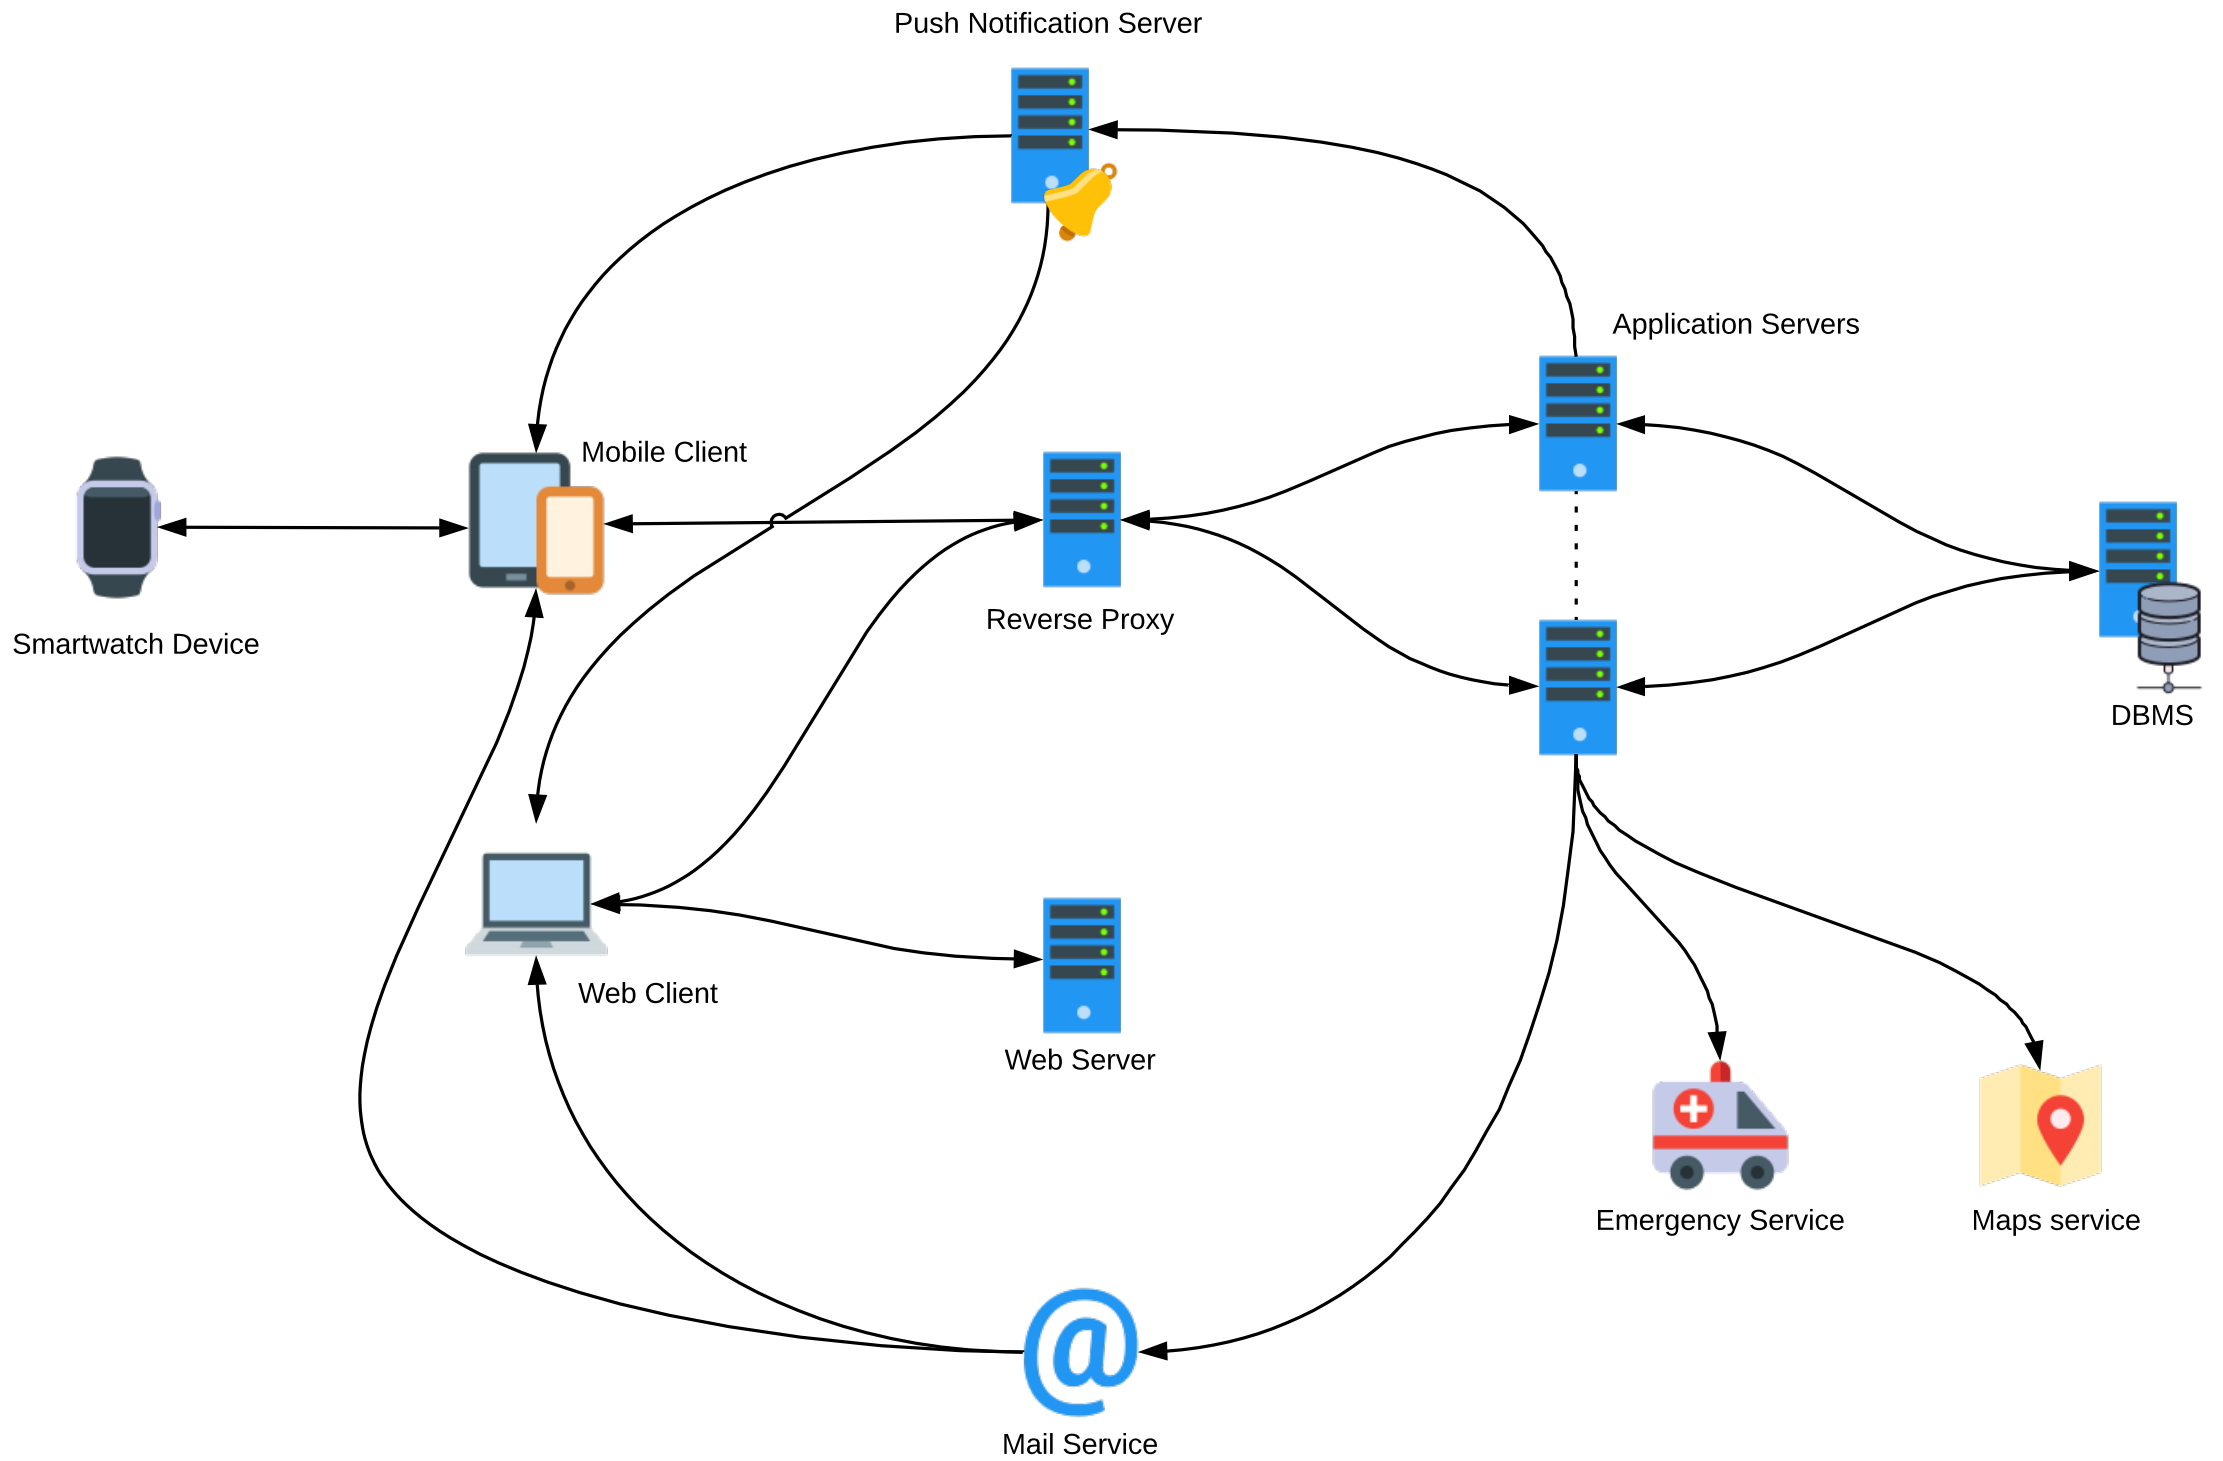 Push Notification Server
Application Servers
Mobile Client
Smartwatch Device
Reverse Proxy
DBMS
Web Client
Web Server
Emergency Service
Maps service
@
Mail Service